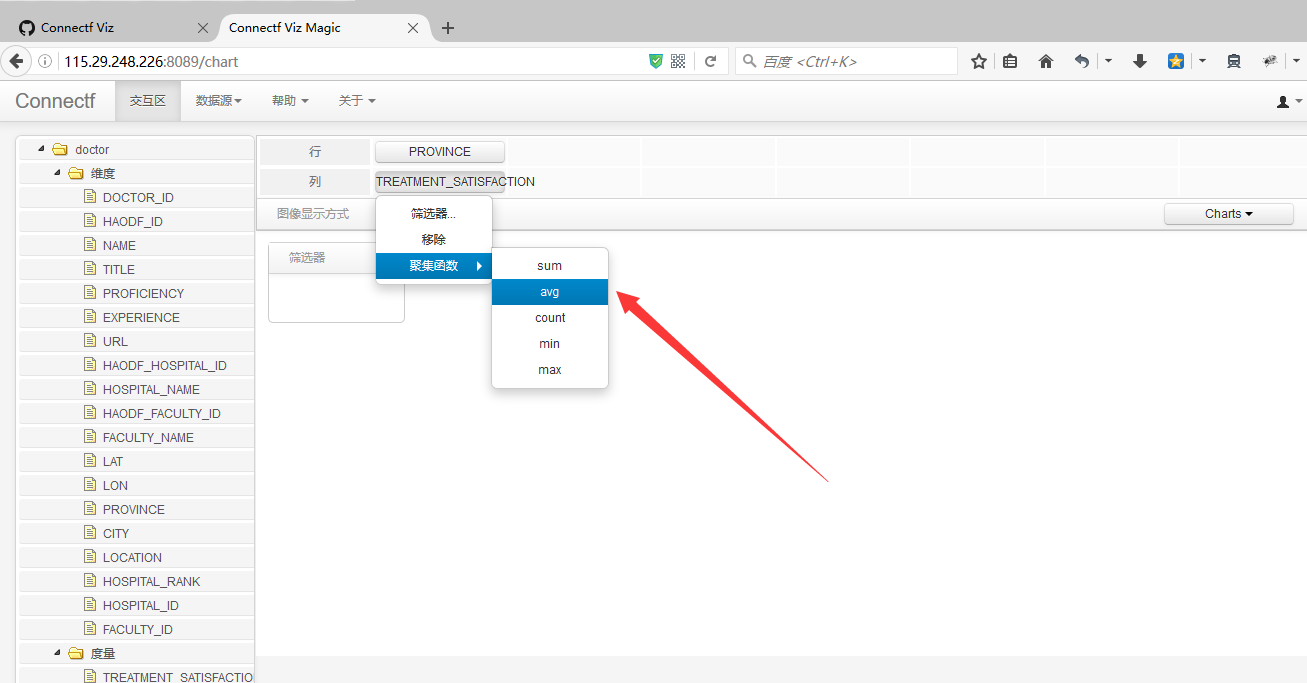 Connectf Viz
Connectf Viz Magic
115.29.248.226:8089/chart
百度 <Ctrl+K>
Connectf 交互区 数据源 帮助 关于
doctor
维度
DOCTOR_ID
HAODF_ID
NAME
TITLE
PROFICIENCY
EXPERIENCE
URL
HAODF_HOSPITAL_ID
HOSPITAL_NAME
HAODF_FACULTY_ID
FACULTY_NAME
LAT
LON
PROVINCE
CITY
LOCATION
HOSPITAL_RANK
HOSPITAL_ID
FACULTY_ID
度量
TREATMENT_SATISFACTIO
行 PROVINCE
列 TREATMENT_SATISFACTION
图像显示方式 Charts
筛选器
筛选器...
移除
聚集函数
sum
avg
count
min
max